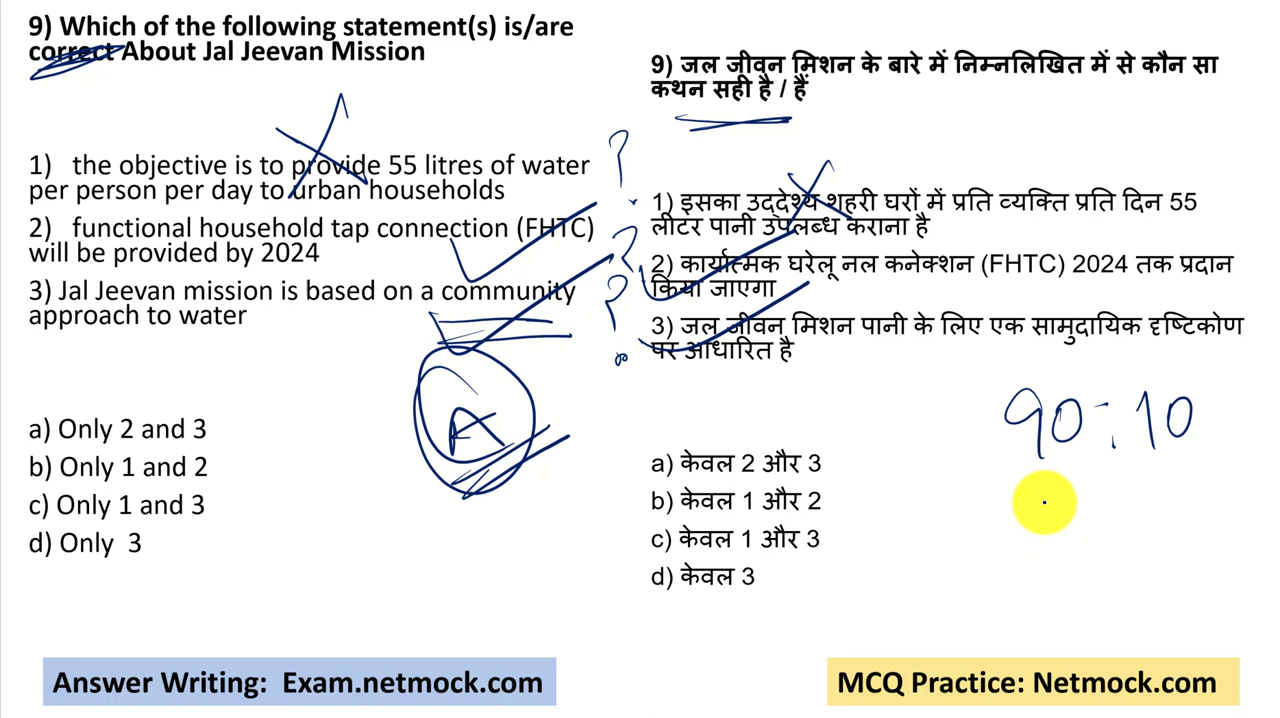 9) Which of the following statement(s) is/are
correct About Jal Jeevan Mission
1) the objective is to provide 55 litres of water
per person per day to urban households
2) functional household tap connection (FHTC)
will be provided by 2024
3) Jal Jeevan mission is based on a community
approach to water
a) Only 2 and 3
b) Only 1 and 2
c) Only 1 and 3
d) Only 3
A
? ? ?
9) जल जीवन मिशन के बारे में निम्नलिखित में से कौन सा
कथन सही है / हैं
1) इसका उद्देश्य शहरी घरों में प्रति व्यक्ति प्रति दिन 55
लीटर पानी उपलब्ध कराना है
2) कार्यात्मक घरेलू नल कनेक्शन (FHTC) 2024 तक प्रदान
किया जाएगा
3) जल जीवन मिशन पानी के लिए एक सामुदायिक दृष्टिकोण
पर आधारित है
90:10
a) केवल 2 और 3
b) केवल 1 और 2
c) केवल 1 और 3
d) केवल 3
Answer Writing: Exam.netmock.com
MCQ Practice: Netmock.com